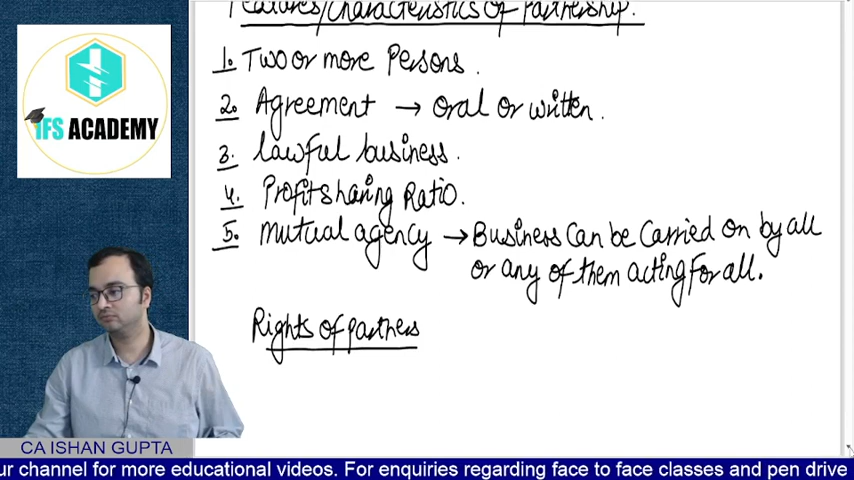 Features/Characteristics of Partnership.
1. Two or more Persons.
2. Agreement → oral or written.
3. lawful business.
4. Profit sharing Ratio.
5. Mutual agency → Business Can be Carried on by all
or any of them acting for all.
Rights of partners
iFS ACADEMY
CA ISHAN GUPTA
ur channel for more educational videos. For enquiries regarding face to face classes and pen drive